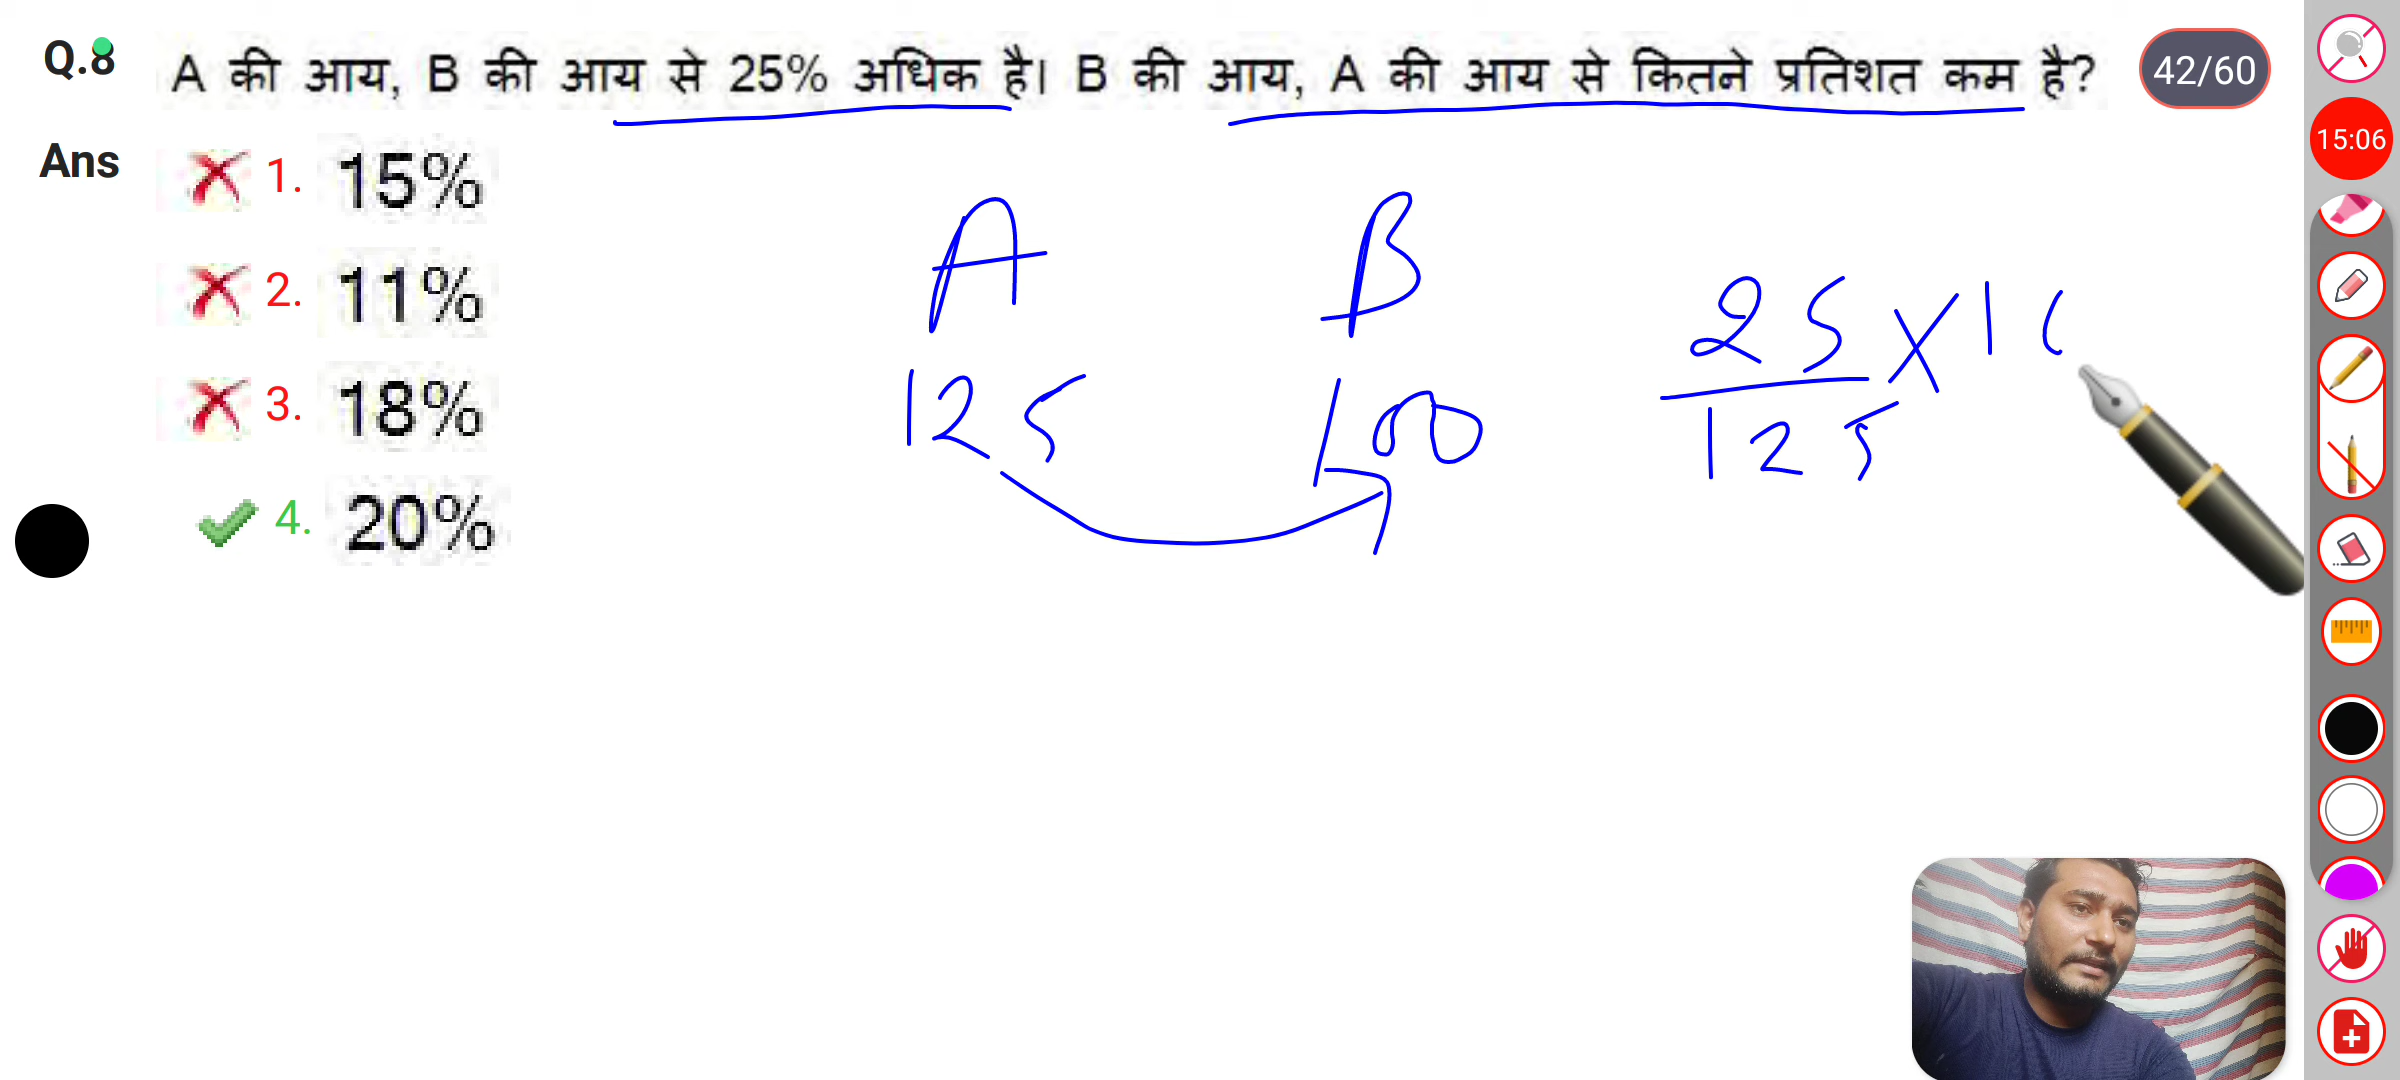 Q.8 A की आय, B की आय से 25% अधिक है। B की आय, A की आय से कितने प्रतिशत कम है? 42/60
15:06
Ans 1. 15%
2. 11%
3. 18%
4. 20%
A B
125 100
25 × 10
125